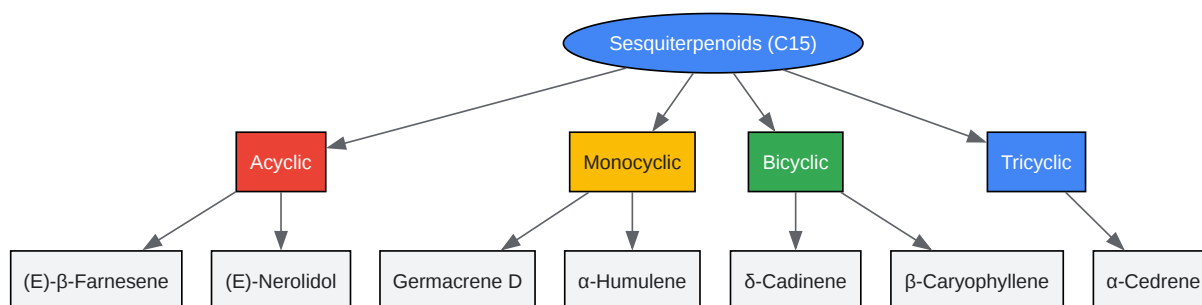 Sesquiterpenoids (C15)
Acyclic
Monocyclic
Bicyclic
Tricyclic
(E)-β-Farnesene
(E)-Nerolidol
Germacrene D
α-Humulene
δ-Cadinene
β-Caryophyllene
α-Cedrene